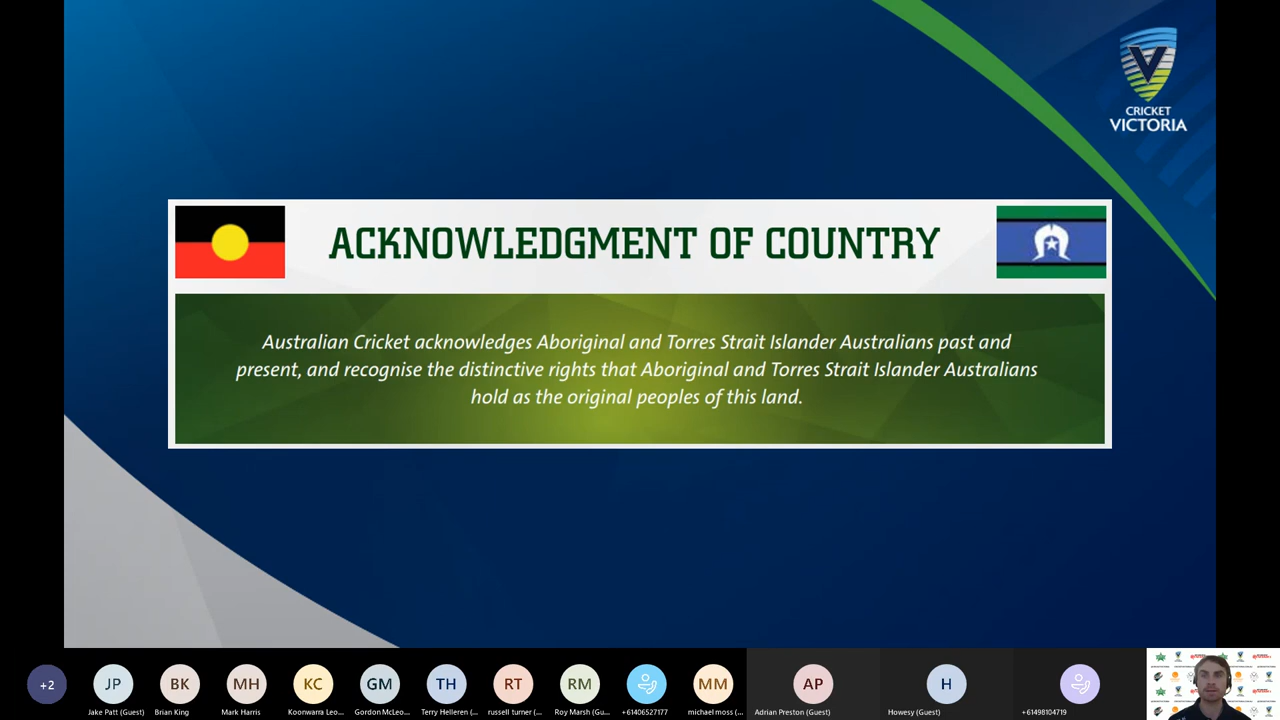 CRICKET
VICTORIA
ACKNOWLEDGMENT OF COUNTRY
Australian Cricket acknowledges Aboriginal and Torres Strait Islander Australians past and
present, and recognise the distinctive rights that Aboriginal and Torres Strait Islander Australians
hold as the original peoples of this land.
+2
JP
BK
MH
KC
GM
TH
RT
RM
MM
AP
H
Jake Patt (Guest)
Brian King
Mark Harris
Koonwarra Leo...
Gordon McLeo...
Terry Helleren (...
russell turner (...
Roy Marsh (Gu...
+61406527177
michael moss (...
Adrian Preston (Guest)
Howesy (Guest)
+61498104719